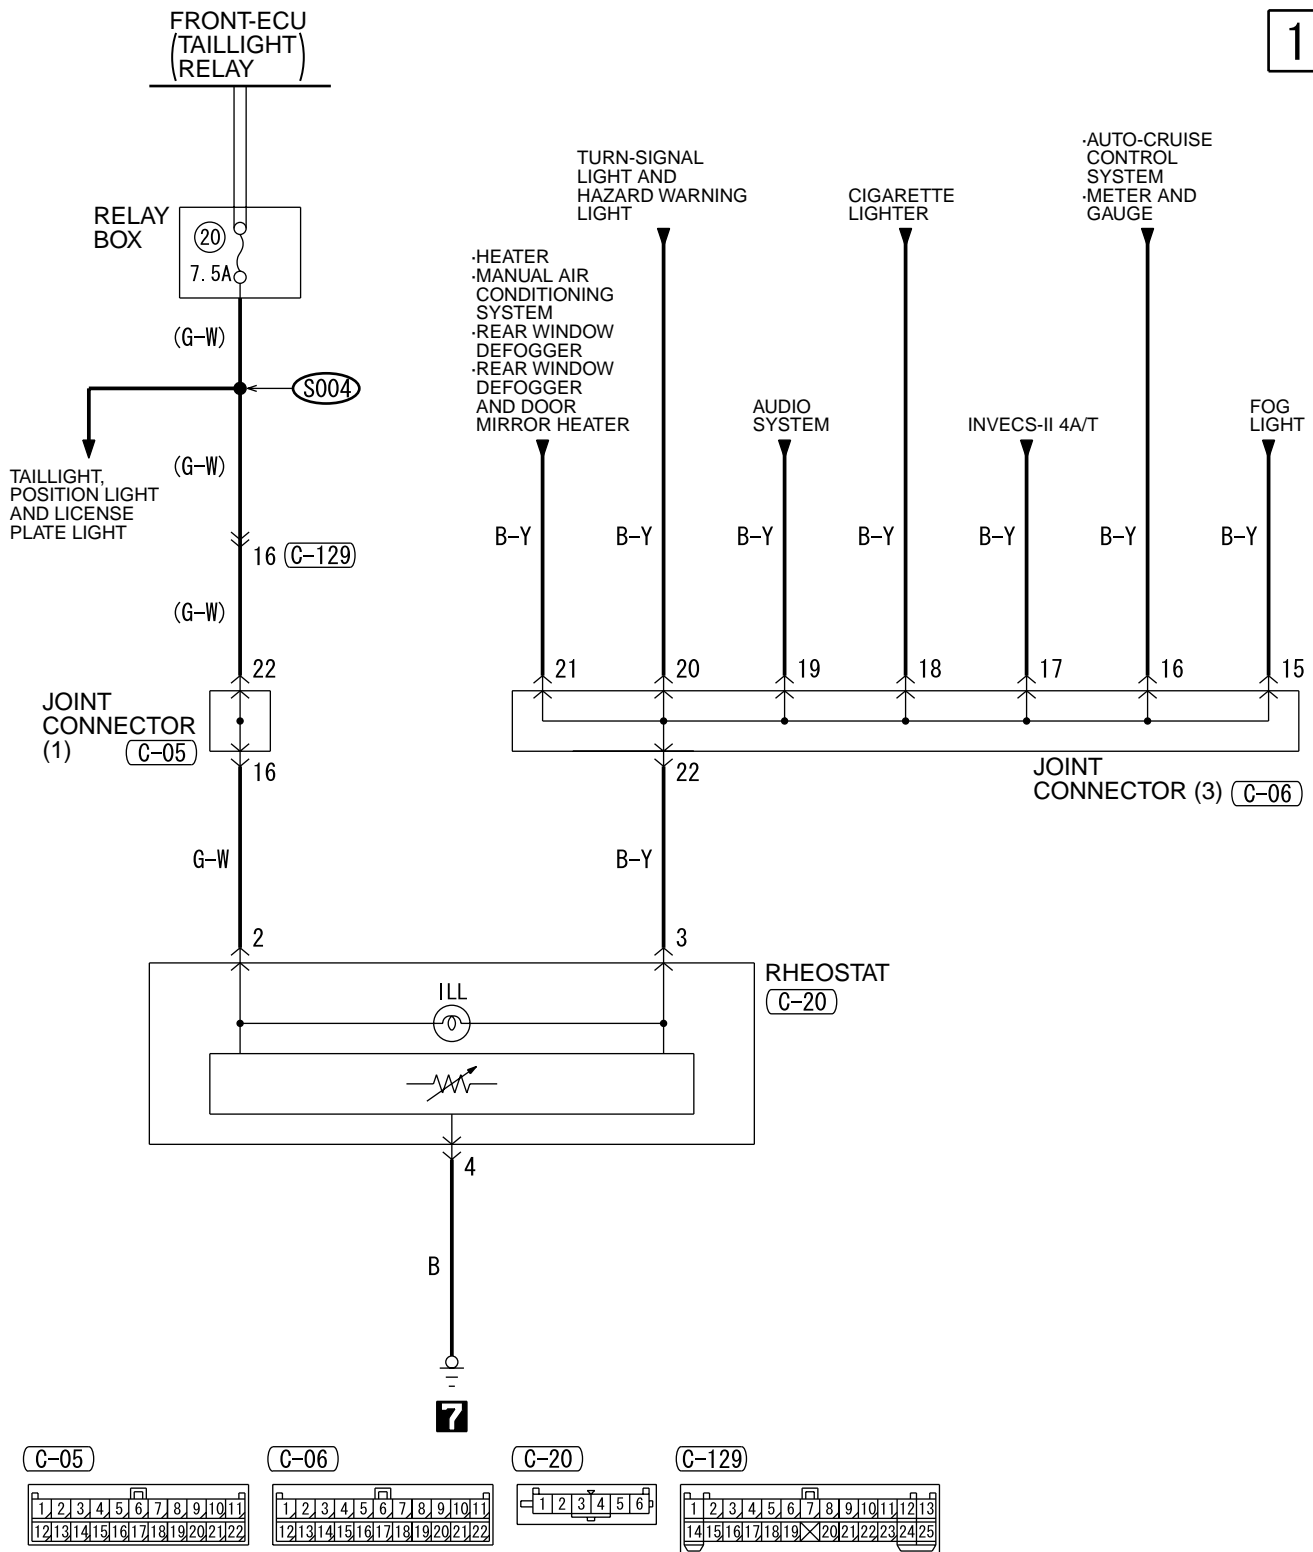 FRONT-ECU
(TAILLIGHT
RELAY)
1
RELAY
BOX
20
7.5A
(G-W)
S004
TAILLIGHT,
POSITION LIGHT
AND LICENSE
PLATE LIGHT
(G-W)
16 C-129
(G-W)
22
JOINT
CONNECTOR
(1) C-05
16
G-W
2
·HEATER
·MANUAL AIR
CONDITIONING
SYSTEM
·REAR WINDOW
DEFOGGER
·REAR WINDOW
DEFOGGER
AND DOOR
MIRROR HEATER
TURN-SIGNAL
LIGHT AND
HAZARD WARNING
LIGHT
AUDIO
SYSTEM
CIGARETTE
LIGHTER
INVECS-II 4A/T
·AUTO-CRUISE
CONTROL
SYSTEM
·METER AND
GAUGE
FOG
LIGHT
B-Y B-Y B-Y B-Y B-Y B-Y B-Y
21 20 19 18 17 16 15
22
JOINT
CONNECTOR (3) C-06
B-Y
3
RHEOSTAT
C-20
ILL
4
B
7
C-05
1 2 3 4 5 6 7 8 9 10 11
12 13 14 15 16 17 18 19 20 21 22
C-06
1 2 3 4 5 6 7 8 9 10 11
12 13 14 15 16 17 18 19 20 21 22
C-20
1 2 3 4 5 6
C-129
1 2 3 4 5 6 7 8 9 10 11 12 13
14 15 16 17 18 19 20 21 22 23 24 25